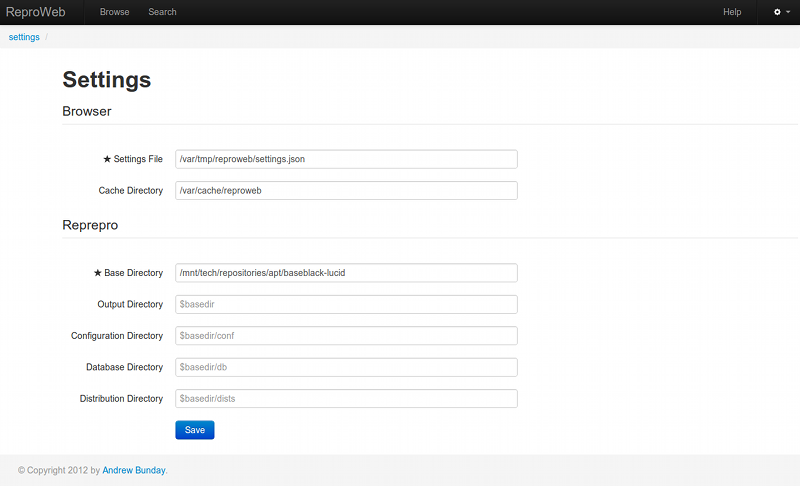 ReproWeb Browser Search Help
settings /
Settings
Browser
★ Settings File /var/tmp/reproweb/settings.json
Cache Directory /var/cache/reproweb
Reprepro
★ Base Directory /mnt/tech/repositories/apt/baseblack-lucid
Output Directory $basedir
Configuration Directory $basedir/conf
Database Directory $basedir/db
Distribution Directory $basedir/dists
Save
© Copyright 2012 by Andrew Bunday.